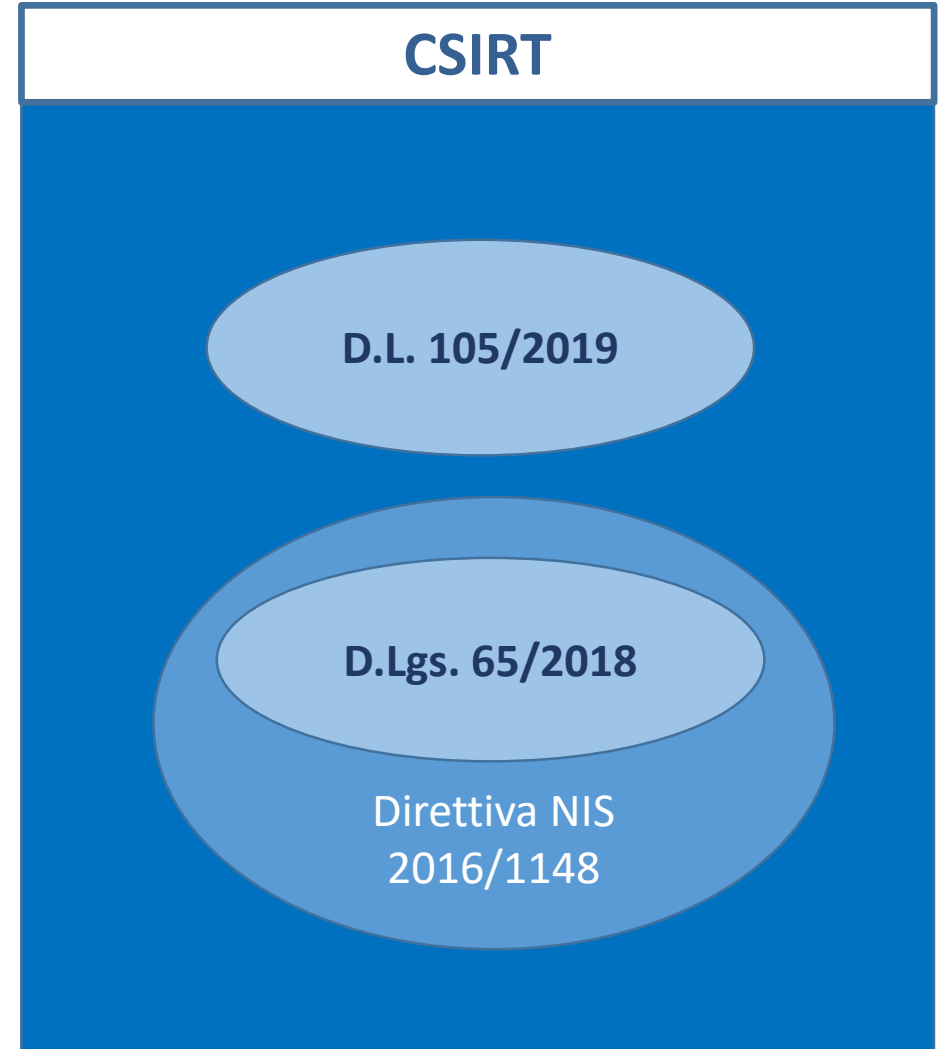 CSIRT
D.L. 105/2019
D.Lgs. 65/2018
Direttiva NIS
2016/1148